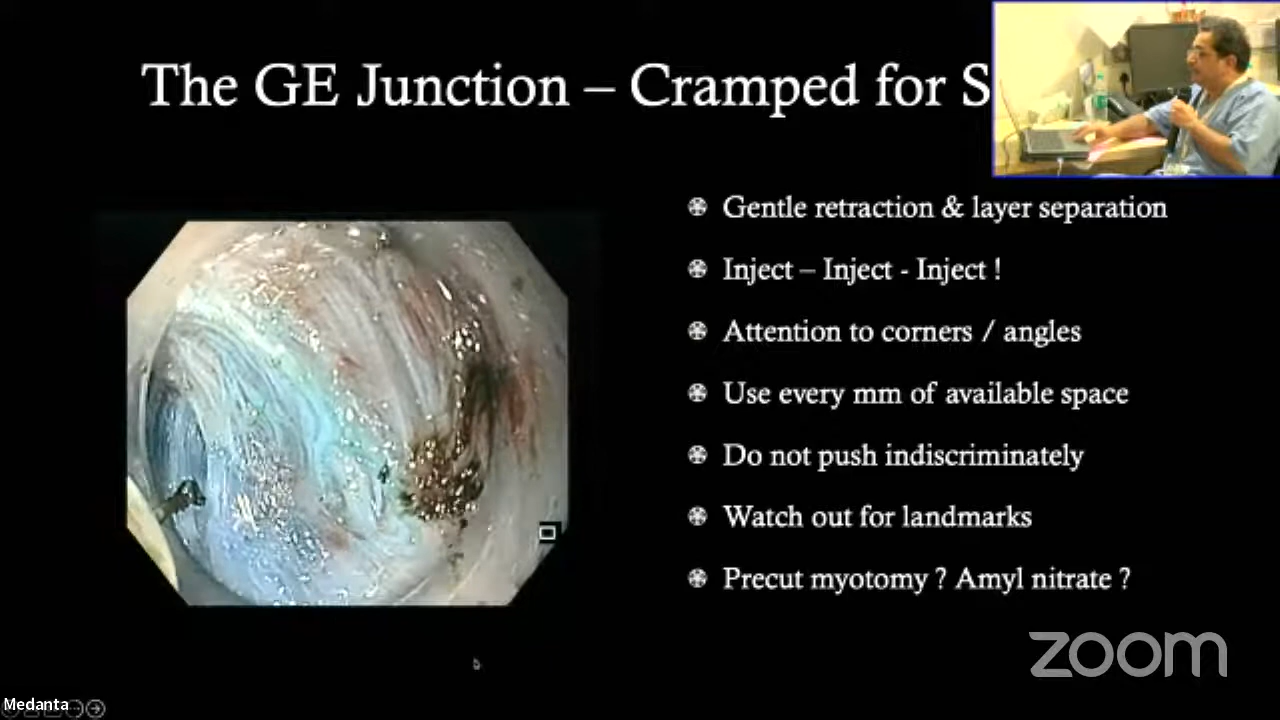 The GE Junction – Cramped for S
Gentle retraction & layer separation
Inject – Inject - Inject !
Attention to corners / angles
Use every mm of available space
Do not push indiscriminately
Watch out for landmarks
Precut myotomy ? Amyl nitrate ?
zoom
Medanta